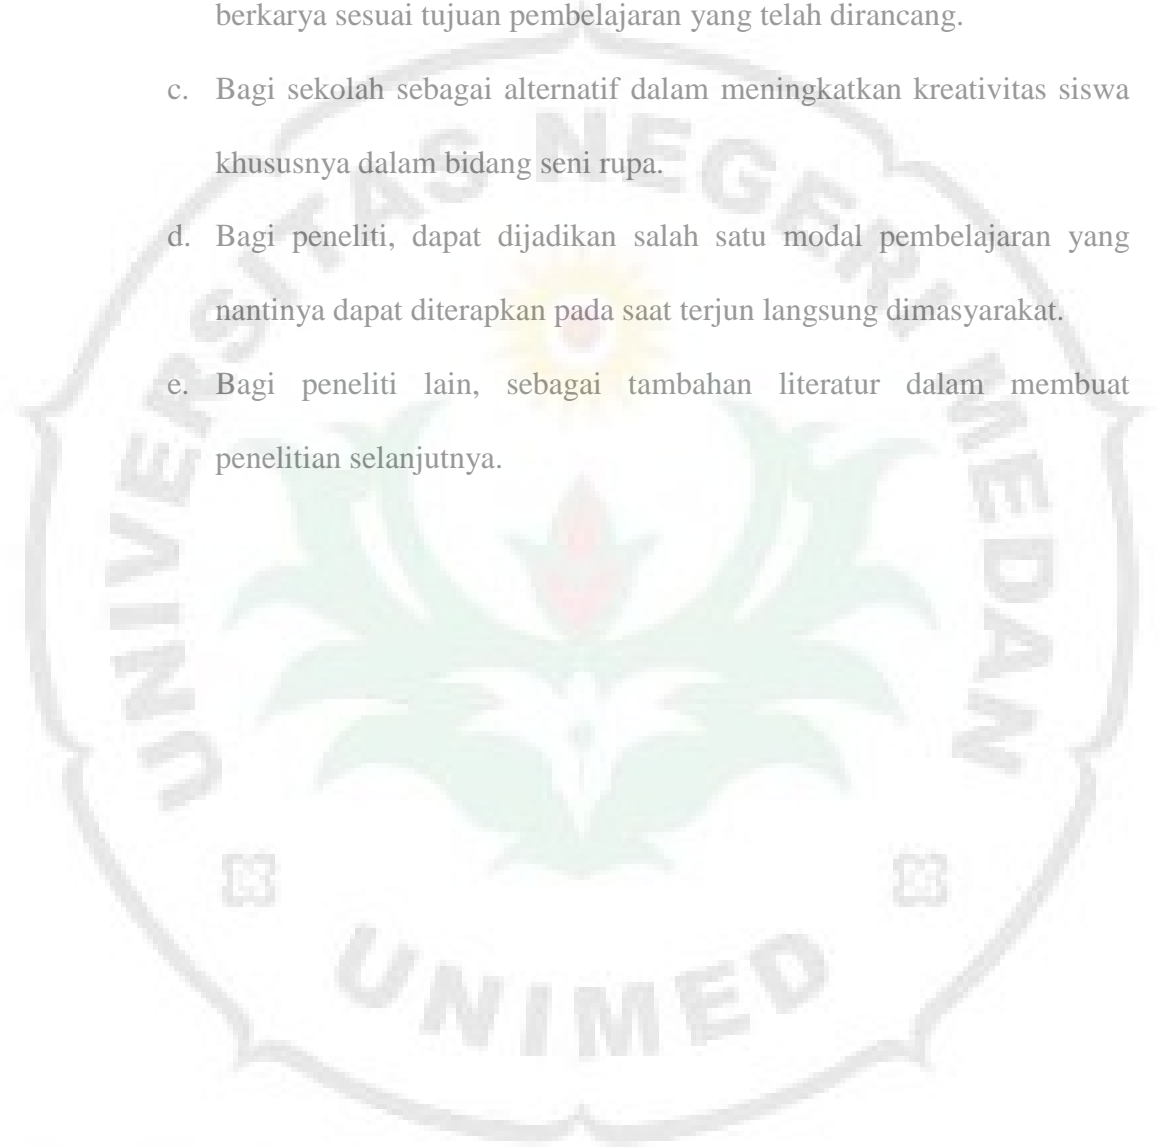 berkarya sesuai tujuan pembelajaran yang telah dirancang.
c. Bagi sekolah sebagai alternatif dalam meningkatkan kreativitas siswa
khususnya dalam bidang seni rupa.
d. Bagi peneliti, dapat dijadikan salah satu modal pembelajaran yang
nantinya dapat diterapkan pada saat terjun langsung dimasyarakat.
e. Bagi peneliti lain, sebagai tambahan literatur dalam membuat
penelitian selanjutnya.
UNIVERSITAS NEGERI MEDAN
UNIMED